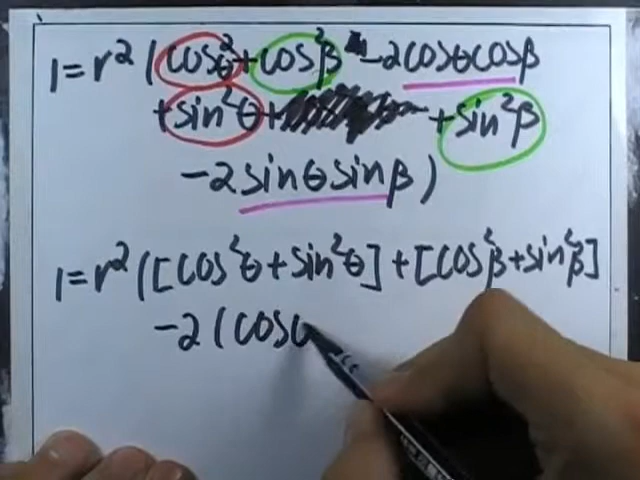 1=r²(cos²θ+cos²β-2cosθcosβ
+sin²θ+ +sin²β
-2sinθsinβ)
1=r²([cos²θ+sin²θ]+[cos²β+sin²β]
-2(cos